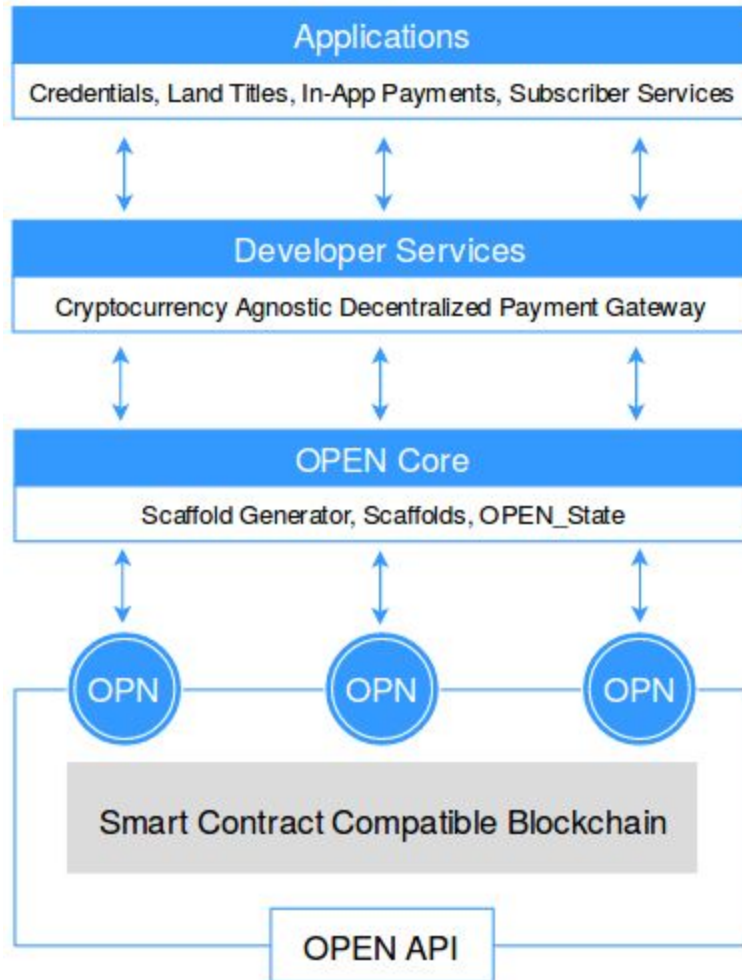 Applications
Credentials, Land Titles, In-App Payments, Subscriber Services
Developer Services
Cryptocurrency Agnostic Decentralized Payment Gateway
OPEN Core
Scaffold Generator, Scaffolds, OPEN_State
OPN OPN OPN
Smart Contract Compatible Blockchain
OPEN API